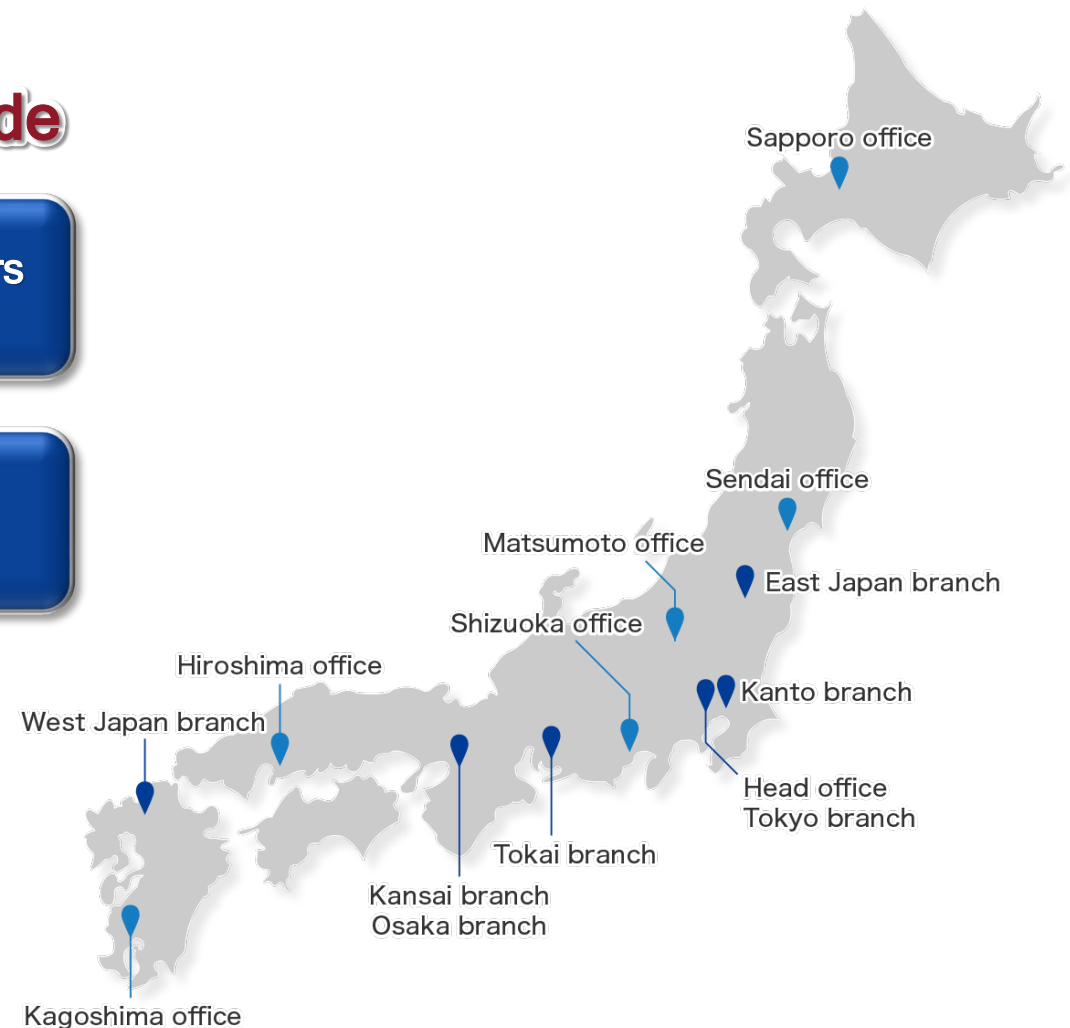 de
rs
Sapporo office
Sendai office
Matsumoto office
East Japan branch
Shizuoka office
Hiroshima office
Kanto branch
West Japan branch
Head office
Tokyo branch
Tokai branch
Kansai branch
Osaka branch
Kagoshima office